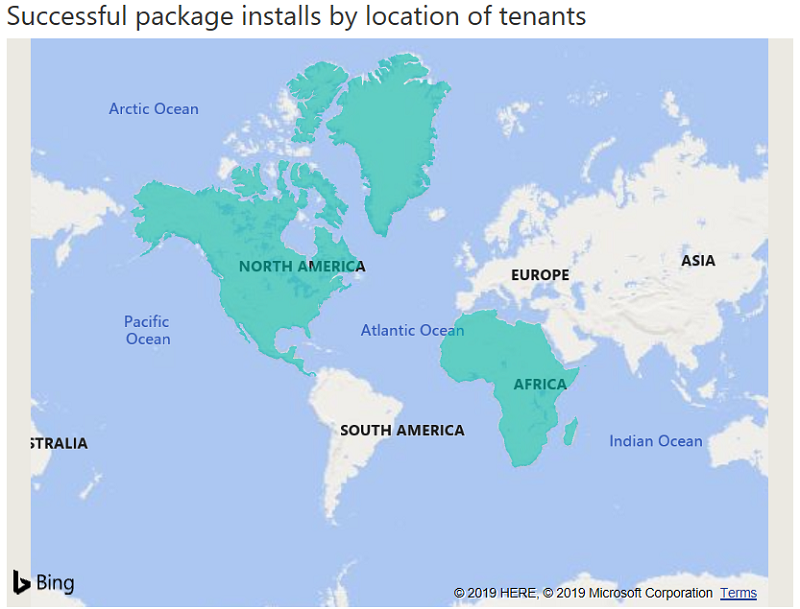 Successful package installs by location of tenants
Arctic Ocean
NORTH AMERICA
EUROPE
ASIA
Pacific
Ocean
Atlantic Ocean
AFRICA
SOUTH AMERICA
STRALIA
Indian Ocean
Bing
© 2019 HERE, © 2019 Microsoft Corporation Terms